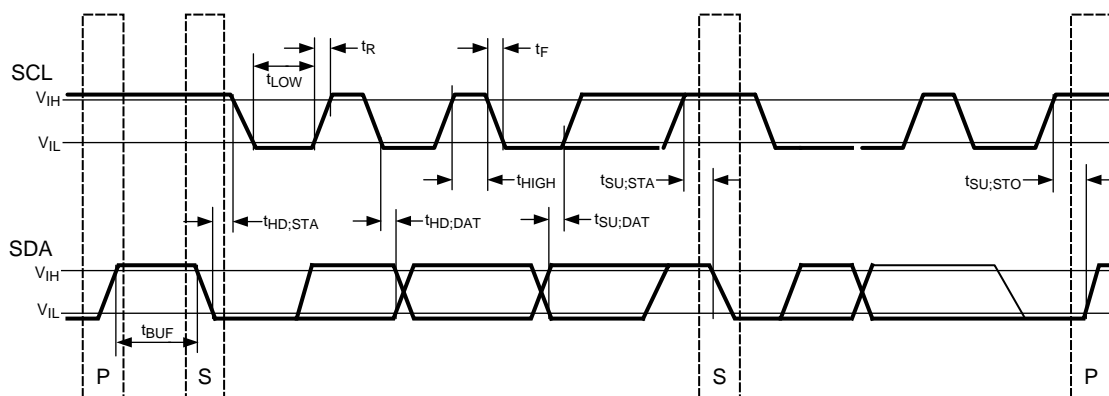 tR
tF
SCL
tLOW
VIH
VIL
tHIGH
tSU;STA
tSU;STO
tHD;STA
tHD;DAT
tSU;DAT
SDA
VIH
VIL
tBUF
P
S
S
P